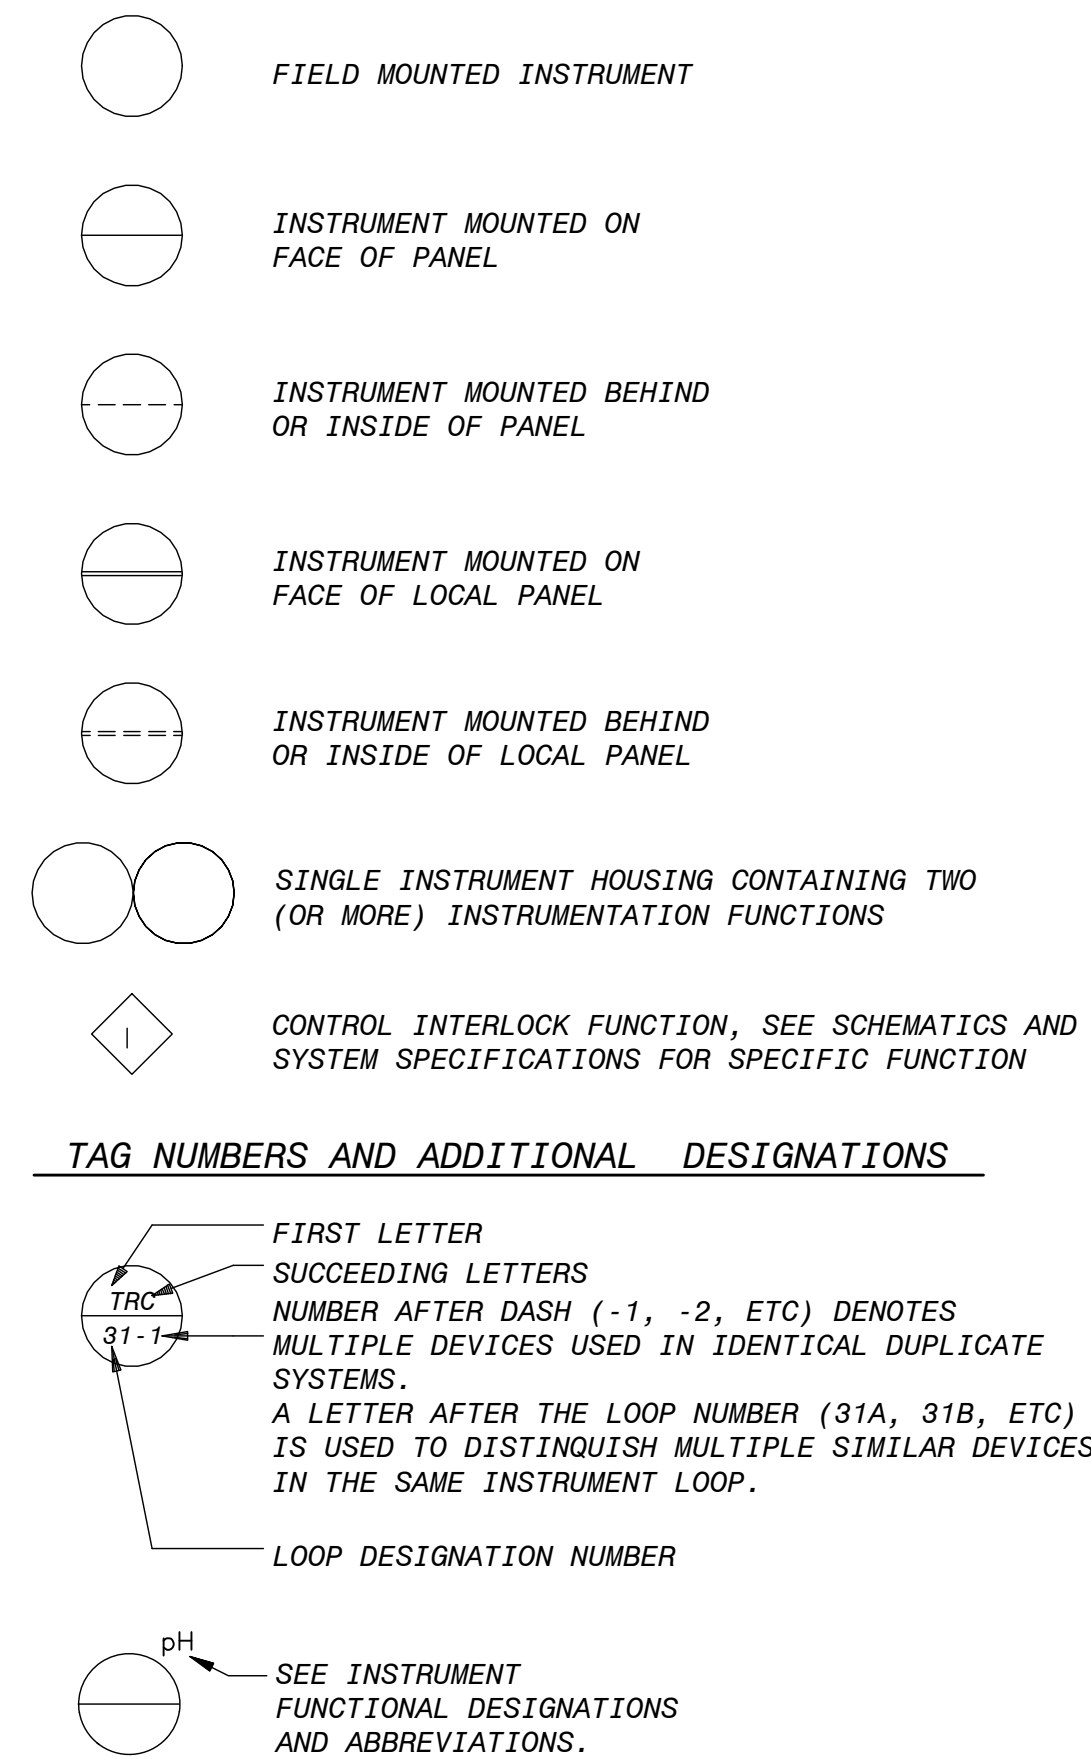 FIELD MOUNTED INSTRUMENT
INSTRUMENT MOUNTED ON
FACE OF PANEL
INSTRUMENT MOUNTED BEHIND
OR INSIDE OF PANEL
INSTRUMENT MOUNTED ON
FACE OF LOCAL PANEL
INSTRUMENT MOUNTED BEHIND
OR INSIDE OF LOCAL PANEL
SINGLE INSTRUMENT HOUSING CONTAINING TWO
(OR MORE) INSTRUMENTATION FUNCTIONS
I
CONTROL INTERLOCK FUNCTION, SEE SCHEMATICS AND
SYSTEM SPECIFICATIONS FOR SPECIFIC FUNCTION
TAG NUMBERS AND ADDITIONAL DESIGNATIONS
FIRST LETTER
SUCCEEDING LETTERS
TRC
31-1
NUMBER AFTER DASH (-1, -2, ETC) DENOTES
MULTIPLE DEVICES USED IN IDENTICAL DUPLICATE
SYSTEMS.
A LETTER AFTER THE LOOP NUMBER (31A, 31B, ETC)
IS USED TO DISTINQUISH MULTIPLE SIMILAR DEVICES
IN THE SAME INSTRUMENT LOOP.
LOOP DESIGNATION NUMBER
pH
SEE INSTRUMENT
FUNCTIONAL DESIGNATIONS
AND ABBREVIATIONS.